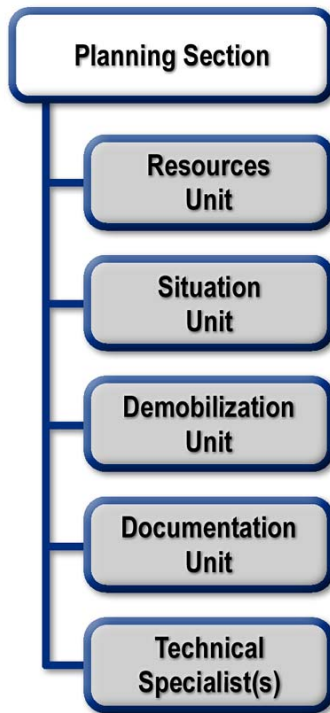 Planning Section
Resources
Unit
Situation
Unit
Demobilization
Unit
Documentation
Unit
Technical
Specialist(s)